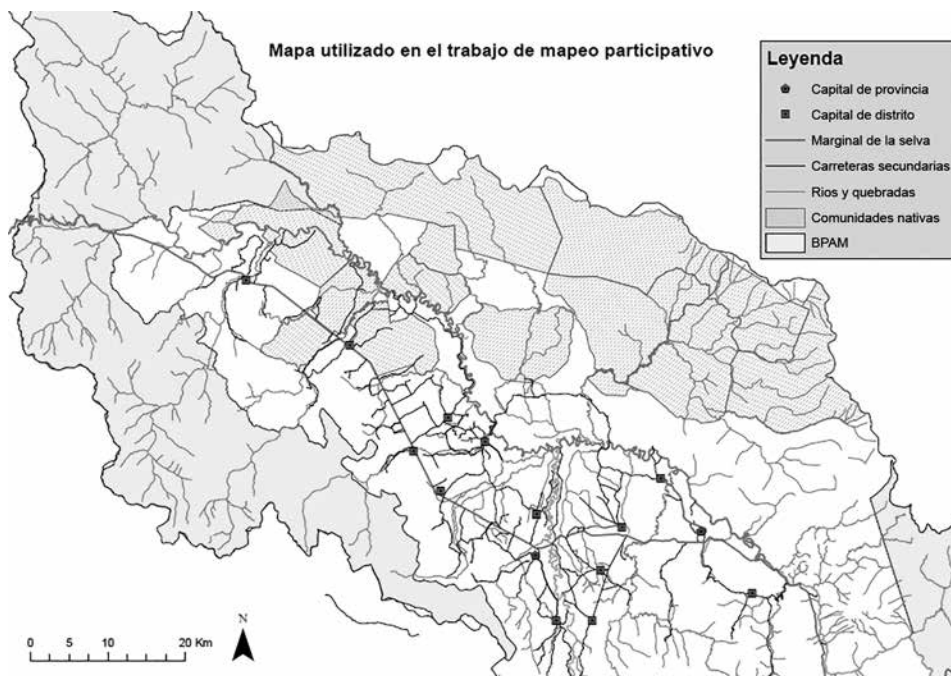 Mapa utilizado en el trabajo de mapeo participativo
Leyenda
Capital de provincia
Capital de distrito
Marginal de la selva
Carreteras secundarias
Rios y quebradas
Comunidades nativas
BPAM
0 5 10 20 Km
N